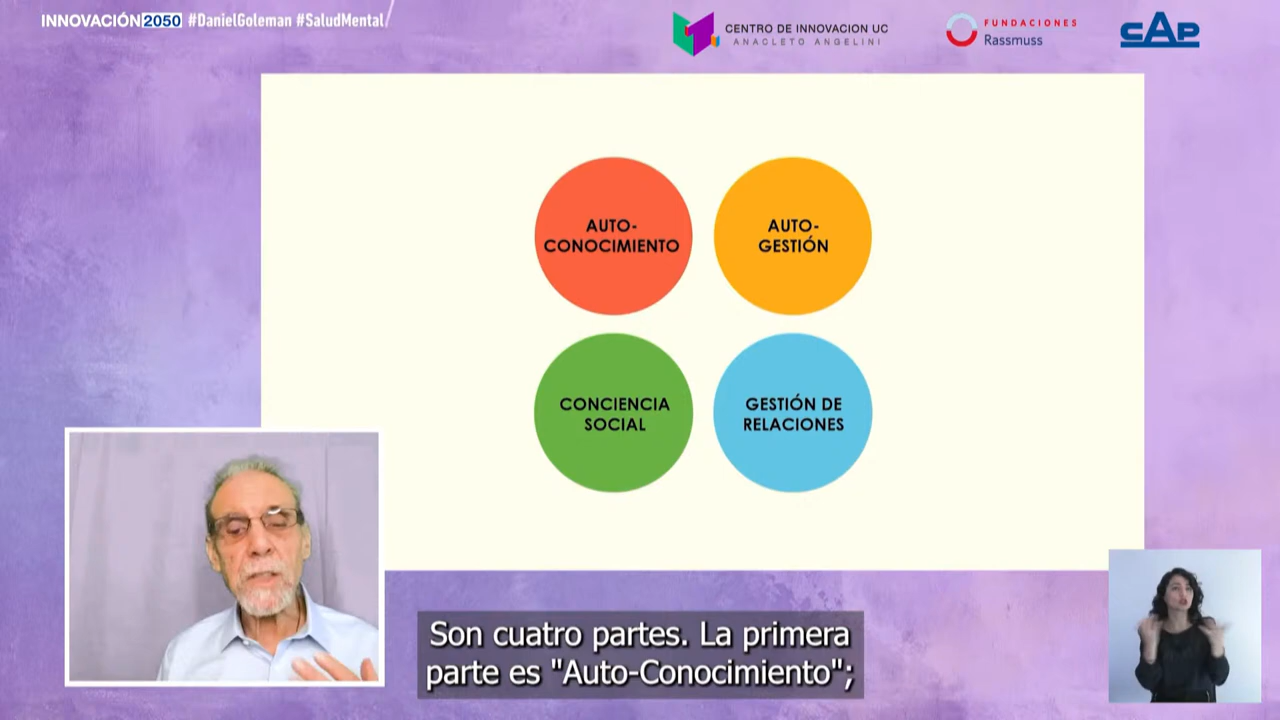 INNOVACIÓN2050 #DanielGoleman #SaludMental
CENTRO DE INNOVACION UC
ANACLETO ANGELINI
FUNDACIONES
Rassmuss
CAP
AUTO-
CONOCIMIENTO
AUTO-
GESTIÓN
CONCIENCIA
SOCIAL
GESTIÓN DE
RELACIONES
Son cuatro partes. La primera
parte es "Auto-Conocimiento";